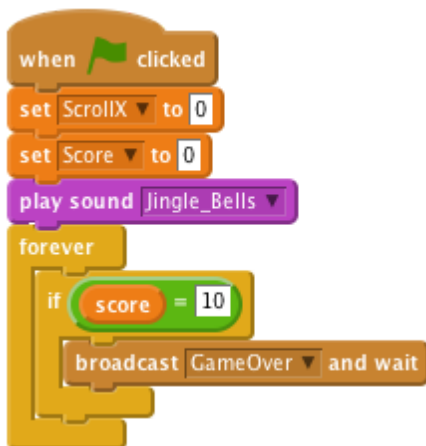 when clicked
set ScrollX to 0
set Score to 0
play sound Jingle_Bells
forever
if score = 10
broadcast GameOver and wait